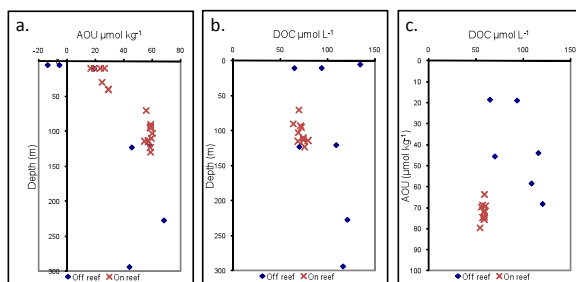 a.
AOU µmol kg-1
-20 0 20 40 60 80
50
100
150
200
250
300
Depth (m)
Off reef On reef
b.
DOC µmol L-1
0 50 100 150
0
50
100
150
200
250
300
Depth (m)
Off reef On reef
c.
DOC µmol L-1
0 50 100 150
0
10
20
30
40
50
60
70
80
90
100
AOU (µmol kg-1)
Off reef On reef